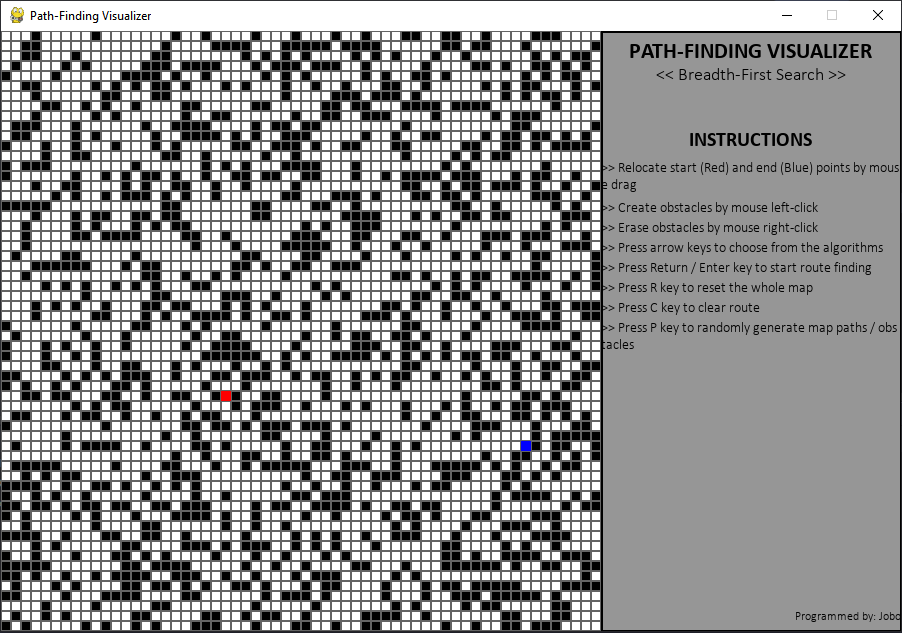 Path-Finding Visualizer
PATH-FINDING VISUALIZER
<< Breadth-First Search >>
INSTRUCTIONS
>> Relocate start (Red) and end (Blue) points by mous
e drag
>> Create obstacles by mouse left-click
>> Erase obstacles by mouse right-click
>> Press arrow keys to choose from the algorithms
>> Press Return / Enter key to start route finding
>> Press R key to reset the whole map
>> Press C key to clear route
>> Press P key to randomly generate map paths / obs
tacles
Programmed by: Jobo